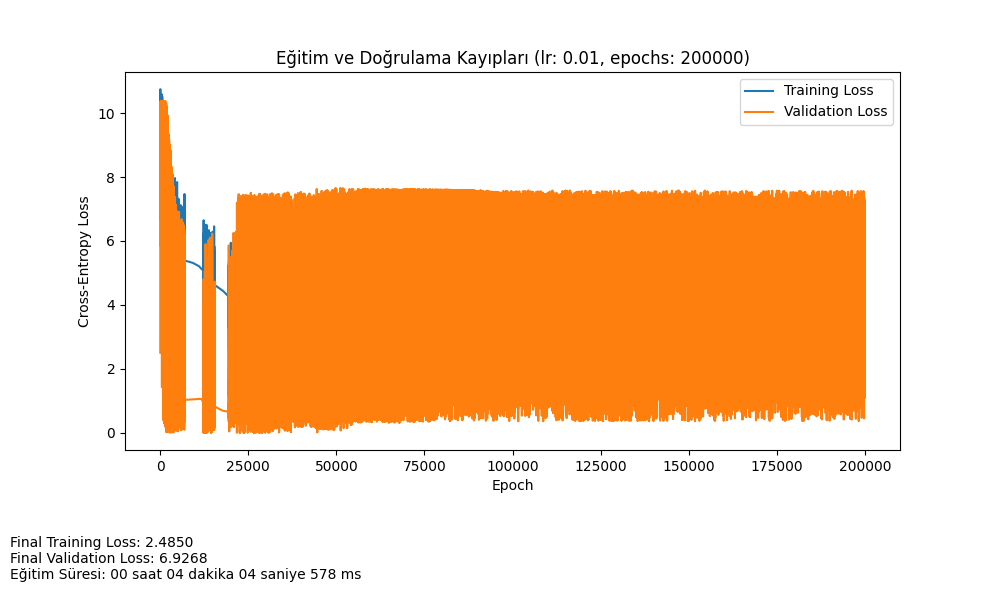 Eğitim ve Doğrulama Kayıpları (lr: 0.01, epochs: 200000)
Training Loss
Validation Loss
Cross-Entropy Loss
10
8
6
4
2
0
0 25000 50000 75000 100000 125000 150000 175000 200000
Epoch
Final Training Loss: 2.4850
Final Validation Loss: 6.9268
Eğitim Süresi: 00 saat 04 dakika 04 saniye 578 ms